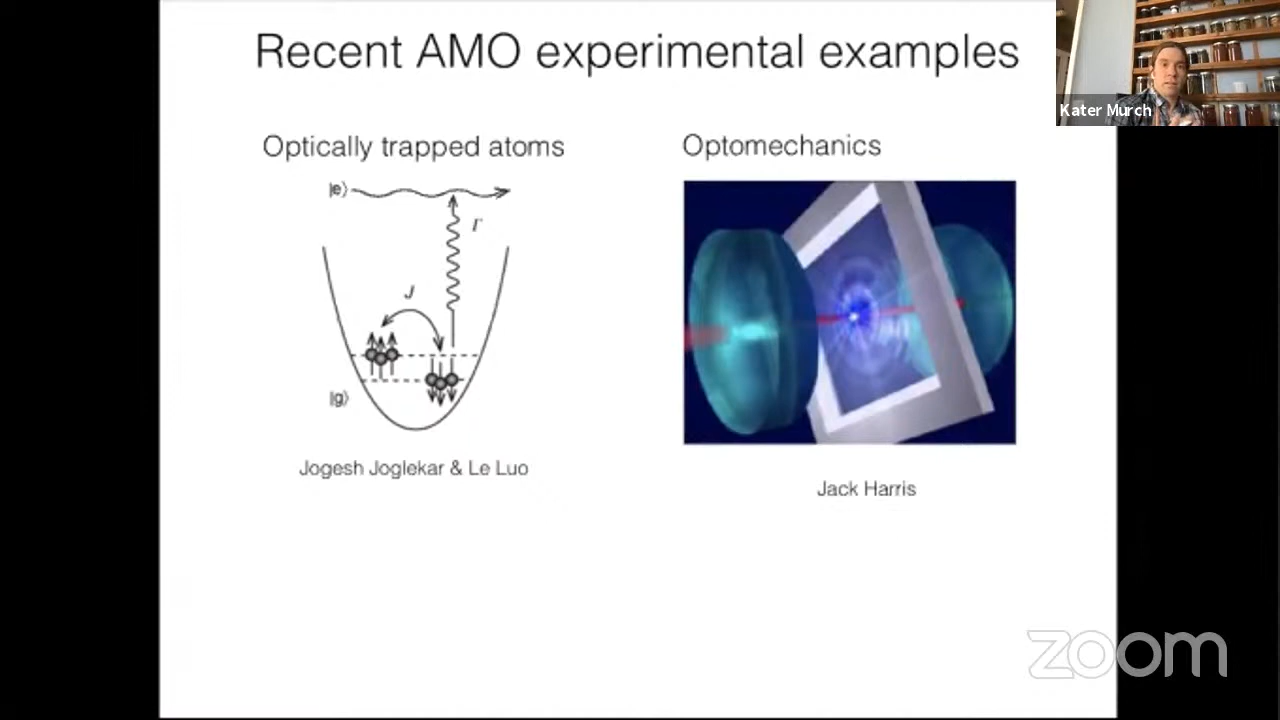 Recent AMO experimental examples
Kater Murch
Optically trapped atoms
Optomechanics
|e⟩
Γ
J
|g⟩
Jogesh Joglekar & Le Luo
Jack Harris
zoom